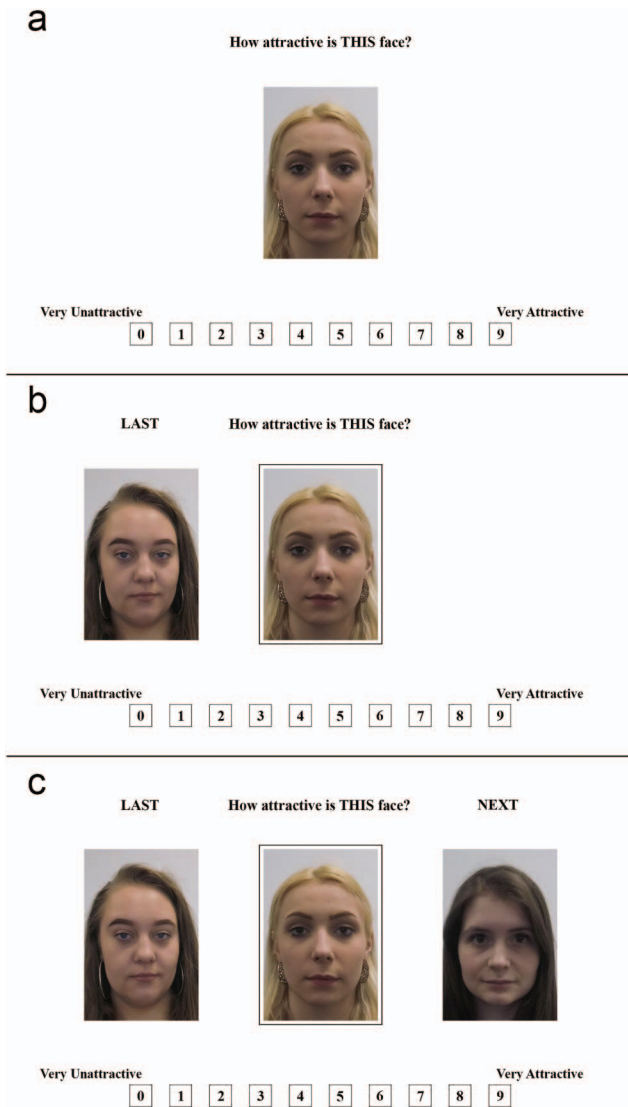 a
How attractive is THIS face?
Very Unattractive Very Attractive
0 1 2 3 4 5 6 7 8 9
b
LAST How attractive is THIS face?
Very Unattractive Very Attractive
0 1 2 3 4 5 6 7 8 9
c
LAST How attractive is THIS face? NEXT
Very Unattractive Very Attractive
0 1 2 3 4 5 6 7 8 9